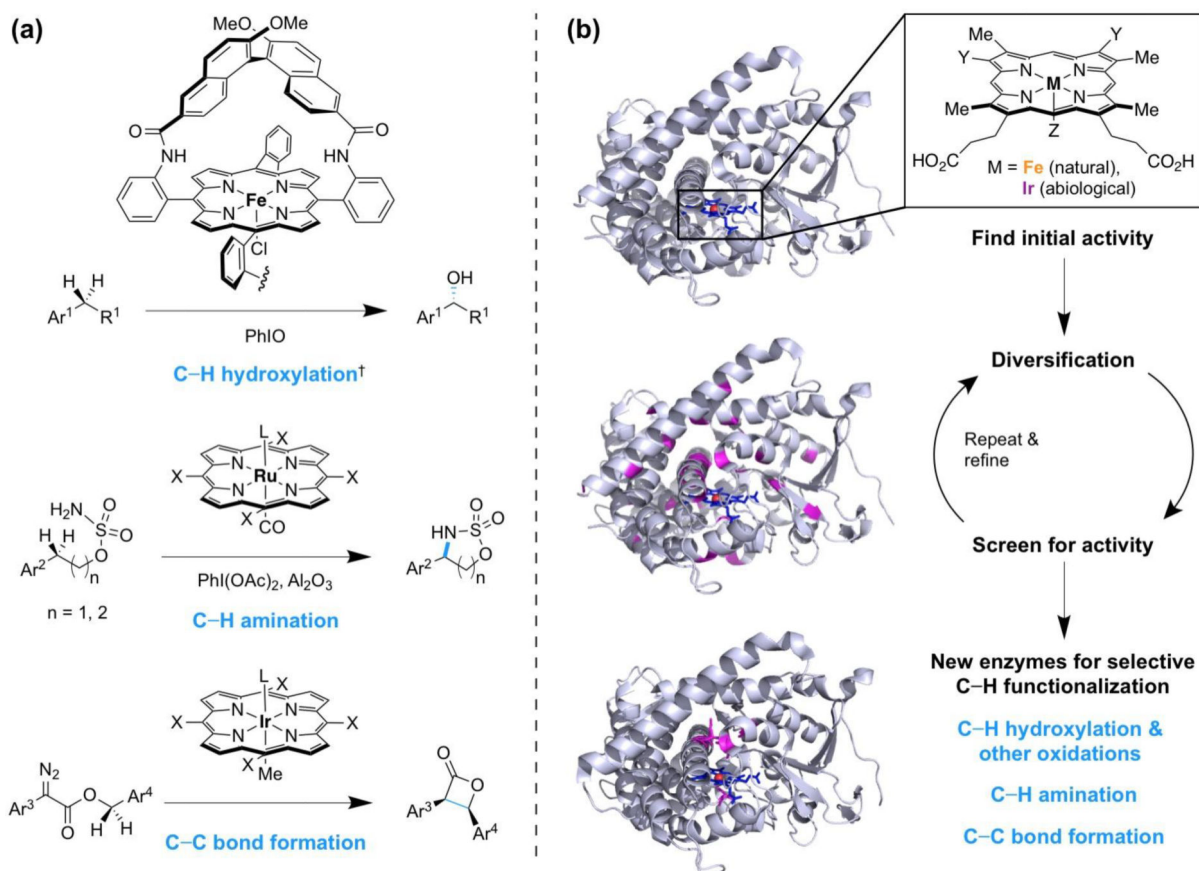 (a)
MeO OMe
O
O
NH
HN
N N
Fe
N N
Cl
H H
Ar1 R1
PhIO
C–H hydroxylation†
OH
Ar1 R1
L
X
X N N X
Ru
N N
X
CO
H2N O
S O
H H O
Ar2 ( )n
n = 1, 2
PhI(OAc)2, Al2O3
C–H amination
O
HN S O
O
Ar2 ( )n
L
X
X N N X
Ir
N N
X
Me
N2
O Ar4
Ar3
O H H
C–C bond formation
O
O
Ar3
Ar4
(b)
Me Y
Y Me
N N
M
N N
Me Me
Z
HO2C CO2H
M = Fe (natural),
Ir (abiological)
Find initial activity
Diversification
Repeat &
refine
Screen for activity
New enzymes for selective
C–H functionalization
C–H hydroxylation &
other oxidations
C–H amination
C–C bond formation